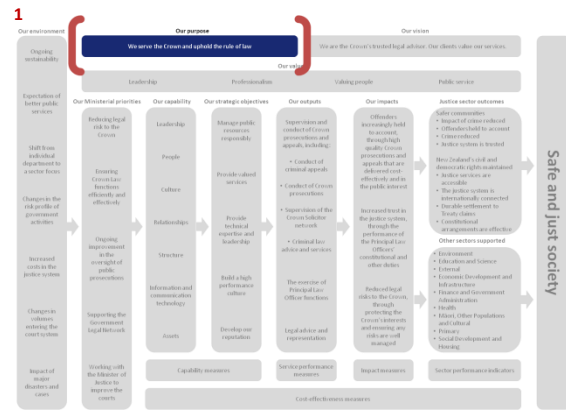 1
Our environment
Our purpose
Our vision
We serve the Crown and uphold the rule of law
We are the Crown's trusted legal advisor. Our clients value our services.
Our values
Leadership
Professionalism
Valuing people
Public service
Ongoing
sustainability
Expectation of
better public
services
Shift from
individual
department to
a sector focus
Changes in the
risk profile of
government
activities
Increased
costs in the
justice system
Changes in
volumes
entering the
court system
Impact of
major
disasters and
cases
Our Ministerial priorities
Reducing legal
risk to the
Crown
Ensuring
Crown Law
functions
efficiently and
effectively
Ongoing
improvement
in the
oversight of
public
prosecutions
Supporting the
Government
Legal Network
Working with
the Minister of
Justice to
improve the
courts
Our capability
Leadership
People
Culture
Relationships
Structure
Information and
communication
technology
Assets
Our strategic objectives
Manage public
resources
responsibly
Provide valued
services
Provide
technical
expertise and
leadership
Build a high
performance
culture
Develop our
reputation
Our outputs
Supervision and
conduct of Crown
prosecutions and
appeals, including:
• Conduct of
criminal appeals
• Conduct of Crown
prosecutions
• Supervision of the
Crown Solicitor
network
• Criminal law
advice and services
The exercise of
Principal Law
Officer functions
Legal advice and
representation
Our impacts
Offenders
increasingly held
to account,
through high
quality Crown
prosecutions and
appeals that are
delivered cost-
effectively and in
the public interest
Increased trust in
the justice system,
through the
performance of
the Principal Law
Officers'
constitutional and
other duties
Reduced legal
risks to the Crown,
through
protecting the
Crown's interests
and ensuring any
risks are well
managed
Justice sector outcomes
Safer communities
• Impact of crime reduced
• Offenders held to account
• Crime reduced
• Justice system is trusted
New Zealand's civil and
democratic rights maintained
• Justice services are
accessible
• The justice system is
internationally connected
• Durable settlement to
Treaty claims
• Constitutional
arrangements are effective
Other sectors supported
• Environment
• Education and Science
• External
• Economic Development and
Infrastructure
• Finance and Government
Administration
• Health
• Māori, Other Populations
and Cultural
• Primary
• Social Development and
Housing
Capability measures
Service performance
measures
Impact measures
Sector performance indicators
Cost effectiveness measures
Safe and just society